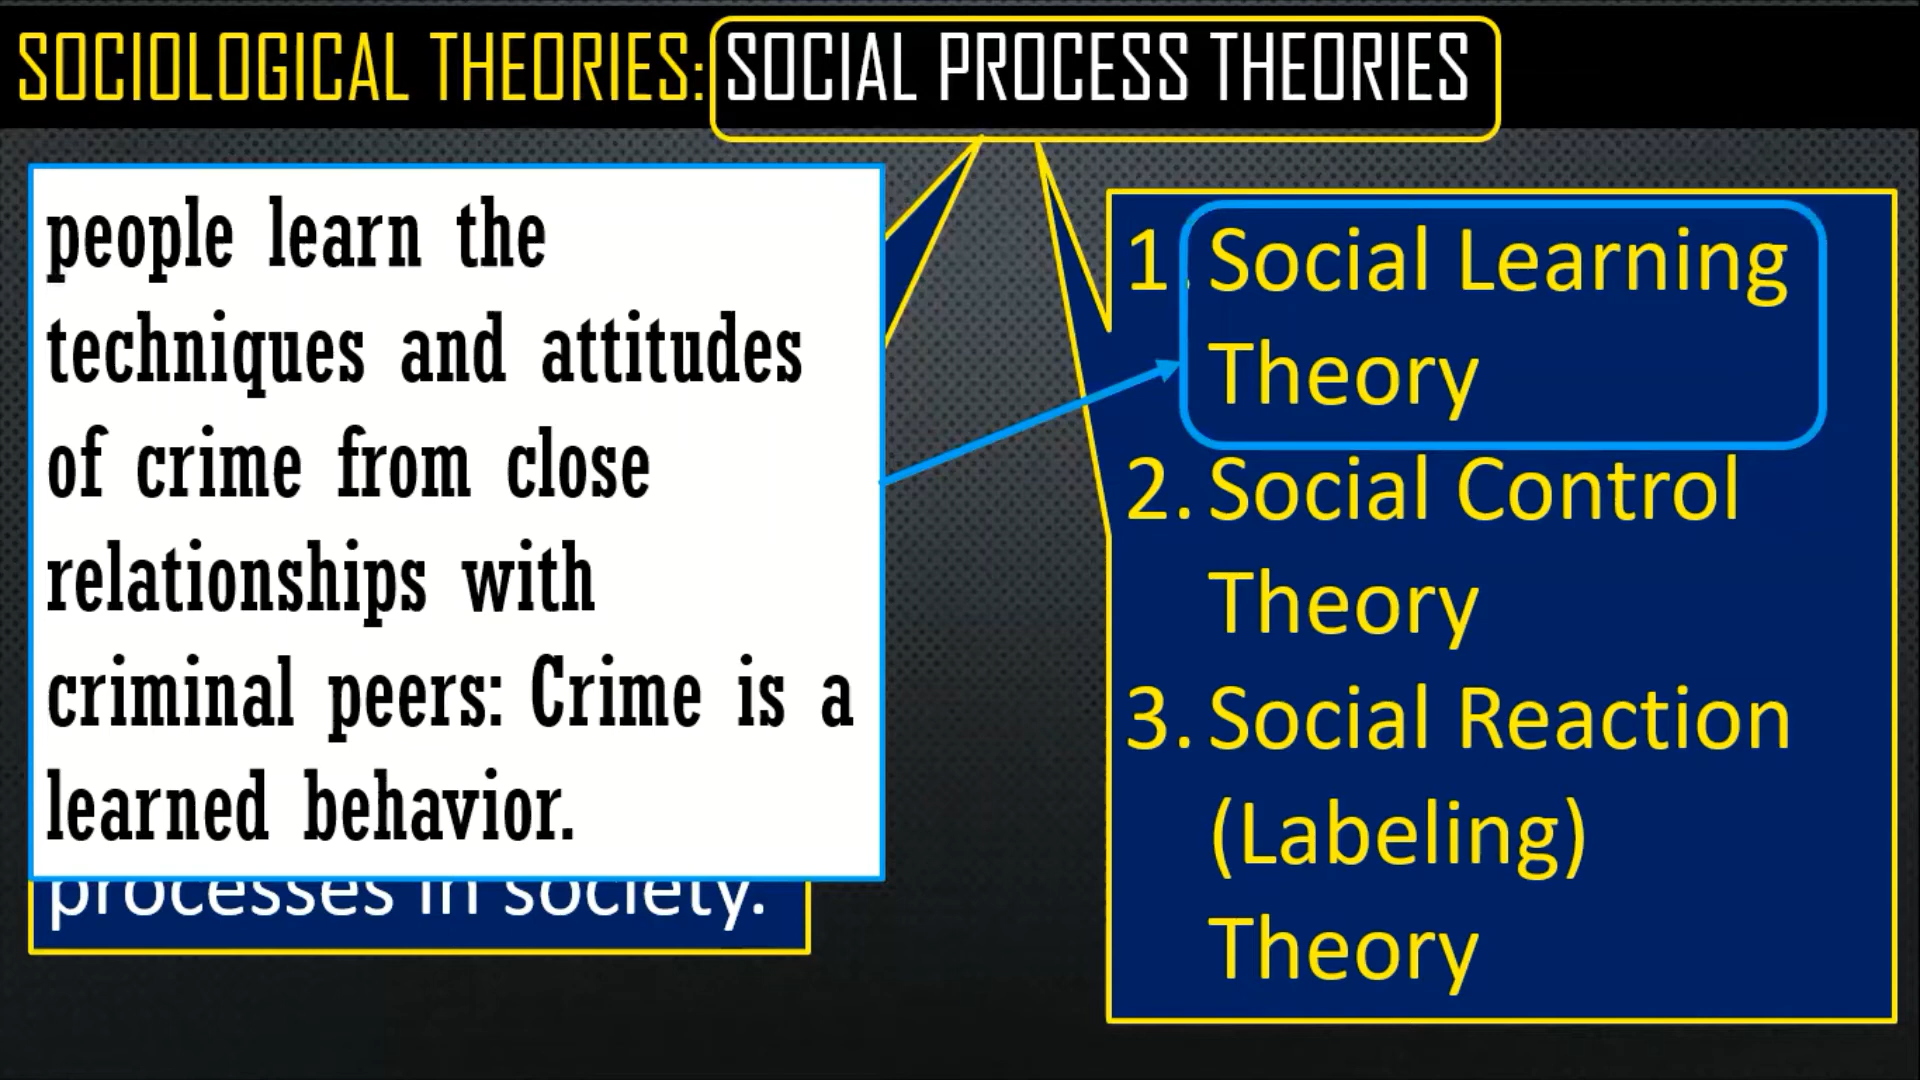 SOCIOLOGICAL THEORIES: SOCIAL PROCESS THEORIES
people learn the
techniques and attitudes
of crime from close
relationships with
criminal peers: Crime is a
learned behavior.
processes in society.
1. Social Learning
Theory
2. Social Control
Theory
3. Social Reaction
(Labeling)
Theory